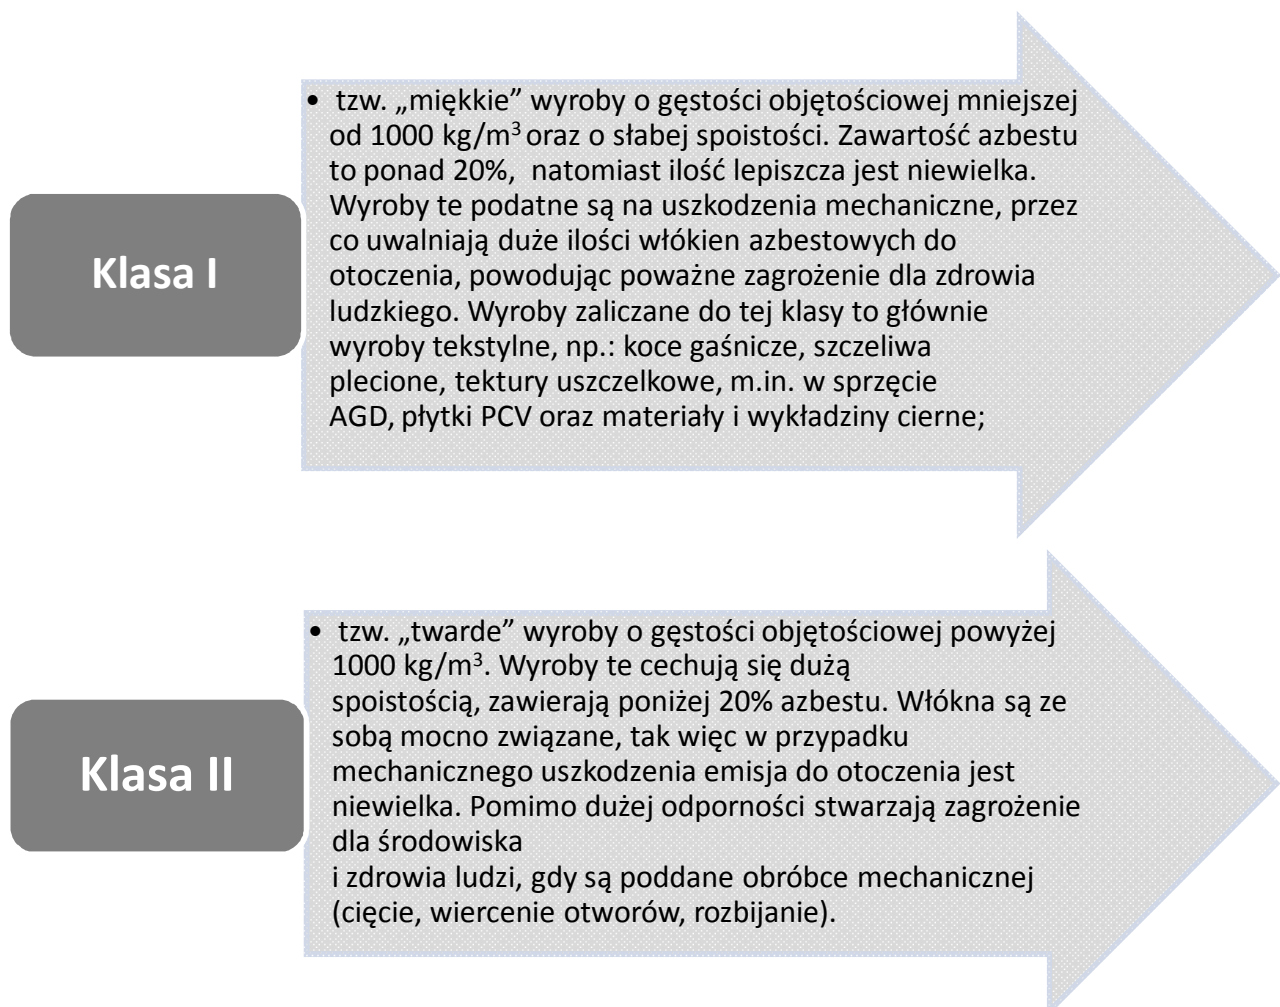 Klasa I
• tzw. „miękkie” wyroby o gęstości objętościowej mniejszej
od 1000 kg/m³ oraz o słabej spoistości. Zawartość azbestu
to ponad 20%, natomiast ilość lepiszcza jest niewielka.
Wyroby te podatne są na uszkodzenia mechaniczne, przez
co uwalniają duże ilości włókien azbestowych do
otoczenia, powodując poważne zagrożenie dla zdrowia
ludzkiego. Wyroby zaliczane do tej klasy to głównie
wyroby tekstylne, np.: koce gaśnicze, szczeliwa
plecione, tektury uszczelkowe, m.in. w sprzęcie
AGD, płytki PCV oraz materiały i wykładziny cierne;
Klasa II
• tzw. „twarde” wyroby o gęstości objętościowej powyżej
1000 kg/m³. Wyroby te cechują się dużą
spoistością, zawierają poniżej 20% azbestu. Włókna są ze
sobą mocno związane, tak więc w przypadku
mechanicznego uszkodzenia emisja do otoczenia jest
niewielka. Pomimo dużej odporności stwarzają zagrożenie
dla środowiska
i zdrowia ludzi, gdy są poddane obróbce mechanicznej
(cięcie, wiercenie otworów, rozbijanie).